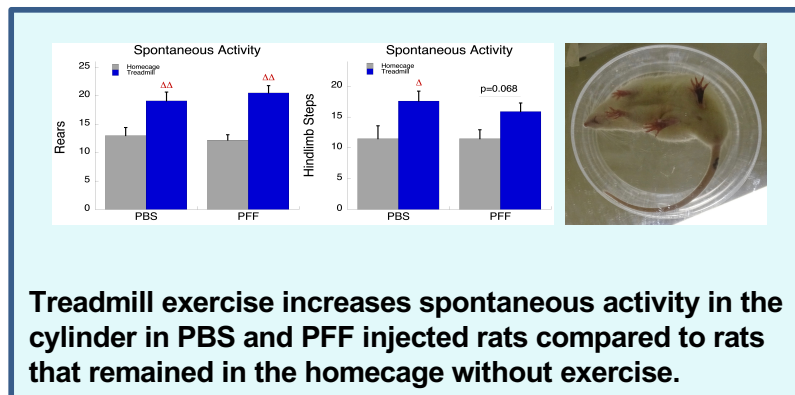 Spontaneous Activity
Homecage
Treadmill
25
20
15
10
5
0
Rears
ΔΔ
ΔΔ
PBS
PFF
Spontaneous Activity
Homecage
Treadmill
20
15
10
5
0
Hindlimb Steps
Δ
p=0.068
PBS
PFF
Treadmill exercise increases spontaneous activity in the
cylinder in PBS and PFF injected rats compared to rats
that remained in the homecage without exercise.